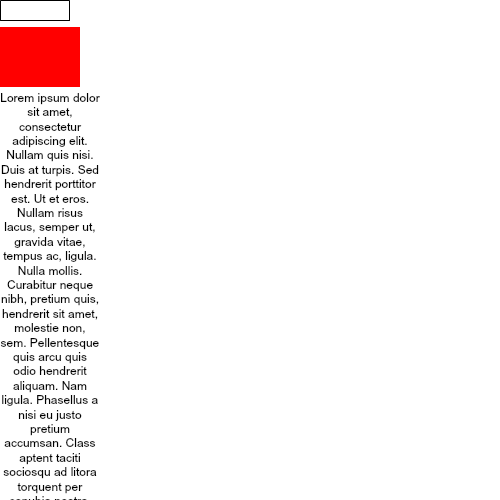 Lorem ipsum dolor
sit amet,
consectetur
adipiscing elit.
Nullam quis nisi.
Duis at turpis. Sed
hendrerit porttitor
est. Ut et eros.
Nullam risus
lacus, semper ut,
gravida vitae,
tempus ac, ligula.
Nulla mollis.
Curabitur neque
nibh, pretium quis,
hendrerit sit amet,
molestie non,
sem. Pellentesque
quis arcu quis
odio hendrerit
aliquam. Nam
ligula. Phasellus a
nisi eu justo
pretium
accumsan. Class
aptent taciti
sociosqu ad litora
torquent per